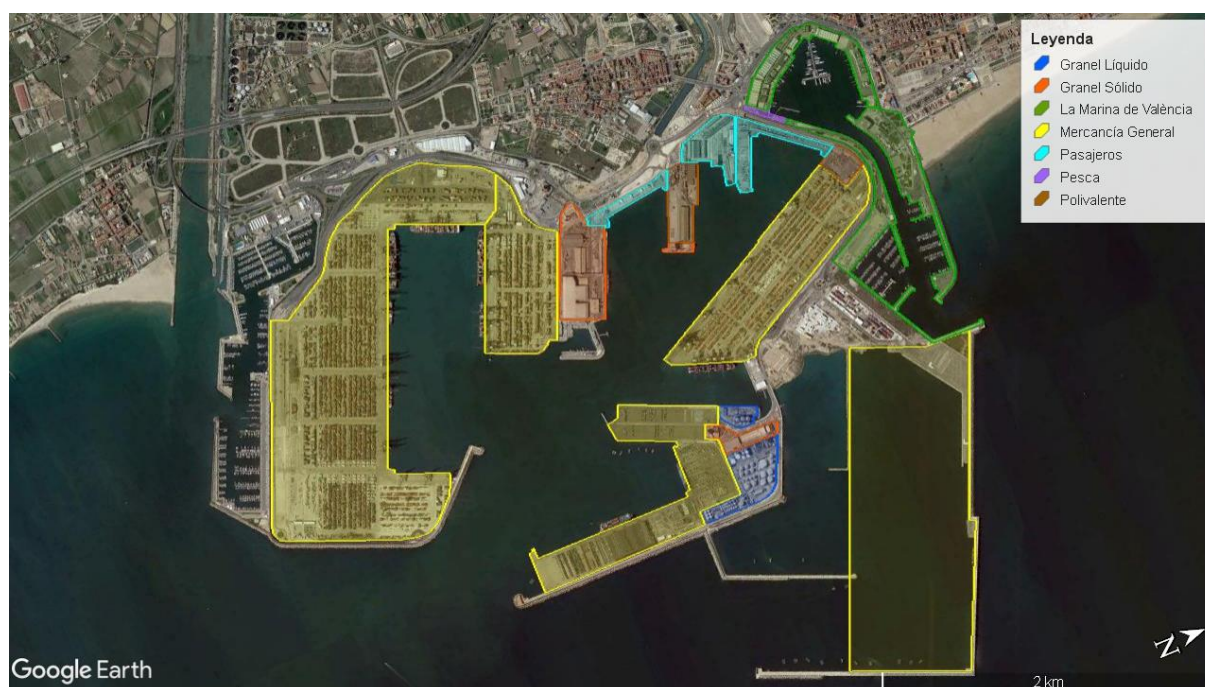 Leyenda
Granel Líquido
Granel Sólido
La Marina de València
Mercancía General
Pasajeros
Pesca
Polivalente
N
Google Earth
2 km